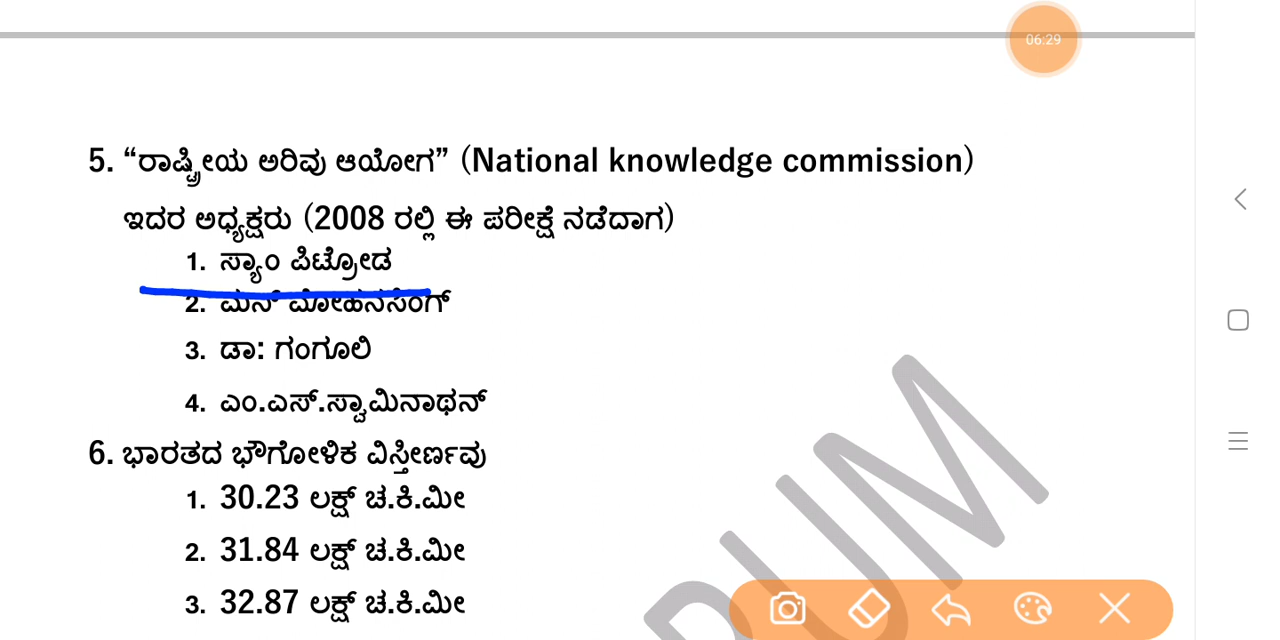 06:29
5. “ರಾಷ್ಟ್ರೀಯ ಅರಿವು ಆಯೋಗ” (National knowledge commission)
ಇದರ ಅಧ್ಯಕ್ಷರು (2008 ರಲ್ಲಿ ಈ ಪರೀಕ್ಷೆ ನಡೆದಾಗ)
1. ಸ್ಯಾಂ ಪಿಟ್ರೋಡ
2. ಮನ್ ಮೋಹನಸಿಂಗ್
3. ಡಾ: ಗಂಗೂಲಿ
4. ಎಂ.ಎಸ್.ಸ್ವಾಮಿನಾಥನ್
6. ಭಾರತದ ಭೌಗೋಳಿಕ ವಿಸ್ತೀರ್ಣವು
1. 30.23 ಲಕ್ಷ್ ಚ.ಕಿ.ಮೀ
2. 31.84 ಲಕ್ಷ್ ಚ.ಕಿ.ಮೀ
3. 32.87 ಲಕ್ಷ್ ಚ.ಕಿ.ಮೀ